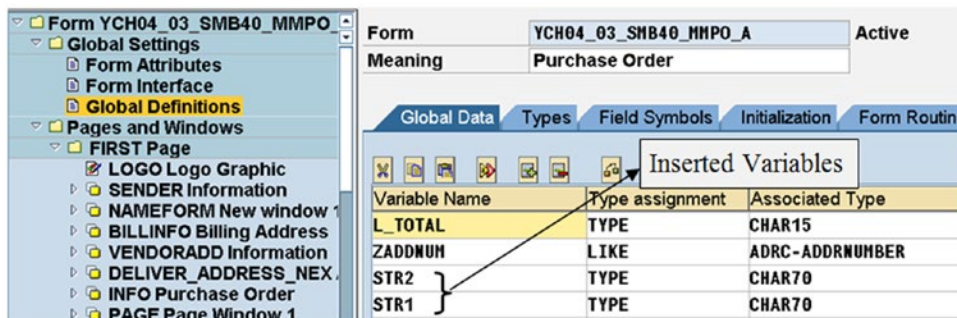 Form YCH04_03_SMB40_MMPO_
Global Settings
Form Attributes
Form Interface
Global Definitions
Pages and Windows
FIRST Page
LOGO Logo Graphic
SENDER Information
NAMEFORM New window 1
BILLINFO Billing Address
VENDORADD Information
DELIVER_ADDRESS_NEX
INFO Purchase Order
PAGE Page Window 1
Form YCH04_03_SMB40_MMPO_A Active
Meaning Purchase Order
Global Data Types Field Symbols Initialization Form Routin
Inserted Variables
Variable Name Type assignment Associated Type
L_TOTAL TYPE CHAR15
ZADDNUM LIKE ADRC-ADDRNUMBER
STR2 TYPE CHAR70
STR1 TYPE CHAR70